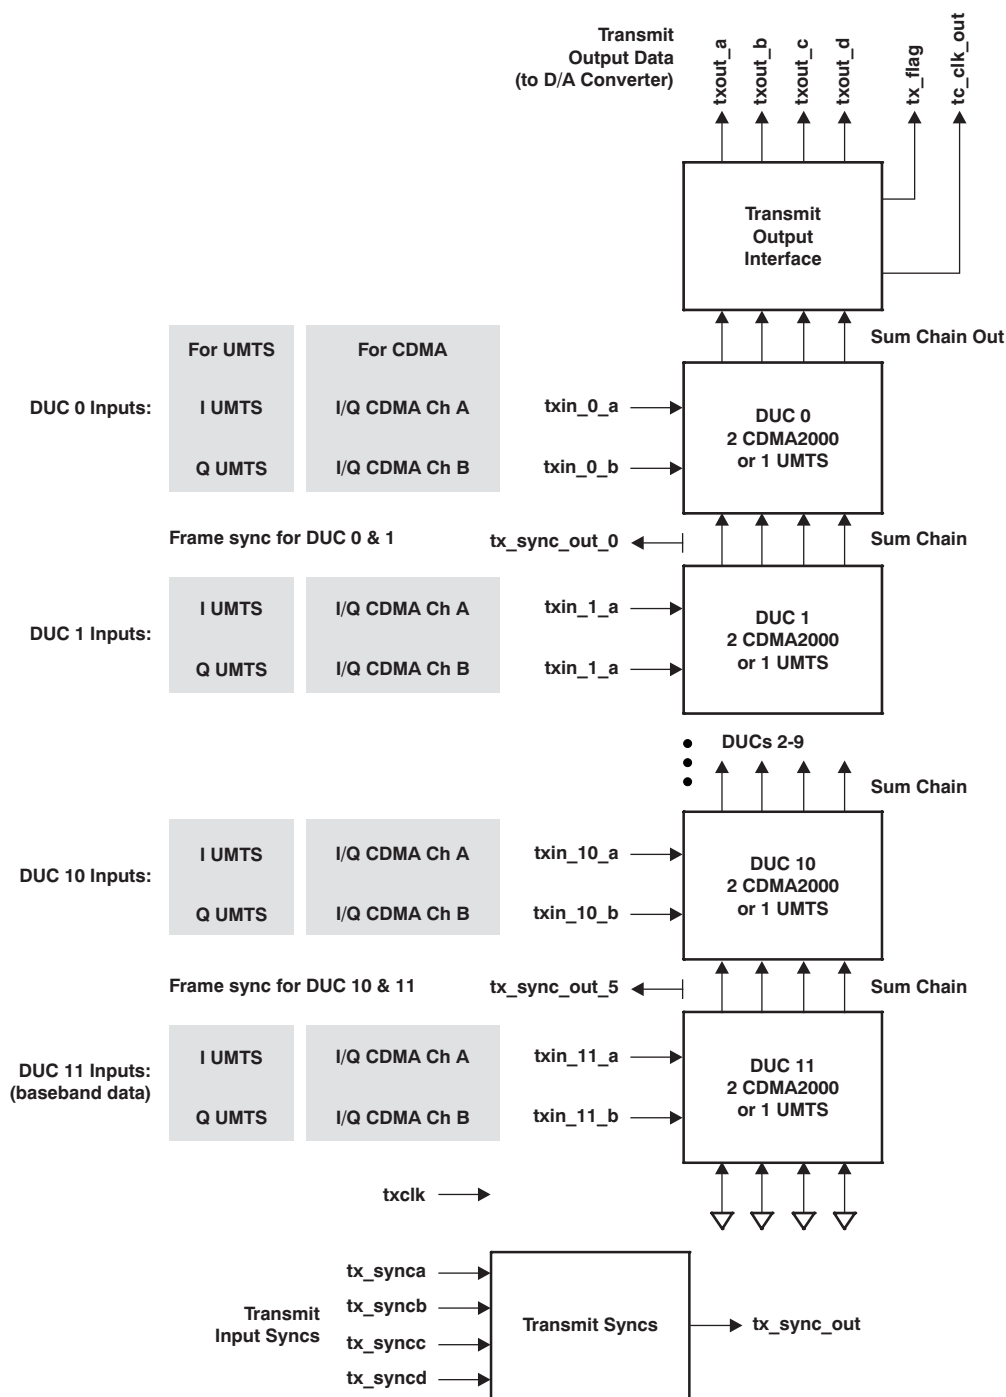 Transmit
Output Data
(to D/A Converter)
txout_a
txout_b
txout_c
txout_d
tx_flag
tc_clk_out
Transmit
Output
Interface
Sum Chain Out
For UMTS
For CDMA
DUC 0 Inputs:
I UMTS
I/Q CDMA Ch A
txin_0_a
Q UMTS
I/Q CDMA Ch B
txin_0_b
DUC 0
2 CDMA2000
or 1 UMTS
Frame sync for DUC 0 & 1
tx_sync_out_0
Sum Chain
DUC 1 Inputs:
I UMTS
I/Q CDMA Ch A
txin_1_a
Q UMTS
I/Q CDMA Ch B
txin_1_a
DUC 1
2 CDMA2000
or 1 UMTS
DUCs 2-9
Sum Chain
DUC 10 Inputs:
I UMTS
I/Q CDMA Ch A
txin_10_a
Q UMTS
I/Q CDMA Ch B
txin_10_b
DUC 10
2 CDMA2000
or 1 UMTS
Frame sync for DUC 10 & 11
tx_sync_out_5
Sum Chain
DUC 11 Inputs:
(baseband data)
I UMTS
I/Q CDMA Ch A
txin_11_a
Q UMTS
I/Q CDMA Ch B
txin_11_b
DUC 11
2 CDMA2000
or 1 UMTS
txclk
Transmit
Input Syncs
tx_synca
tx_syncb
tx_syncc
tx_syncd
Transmit Syncs
tx_sync_out